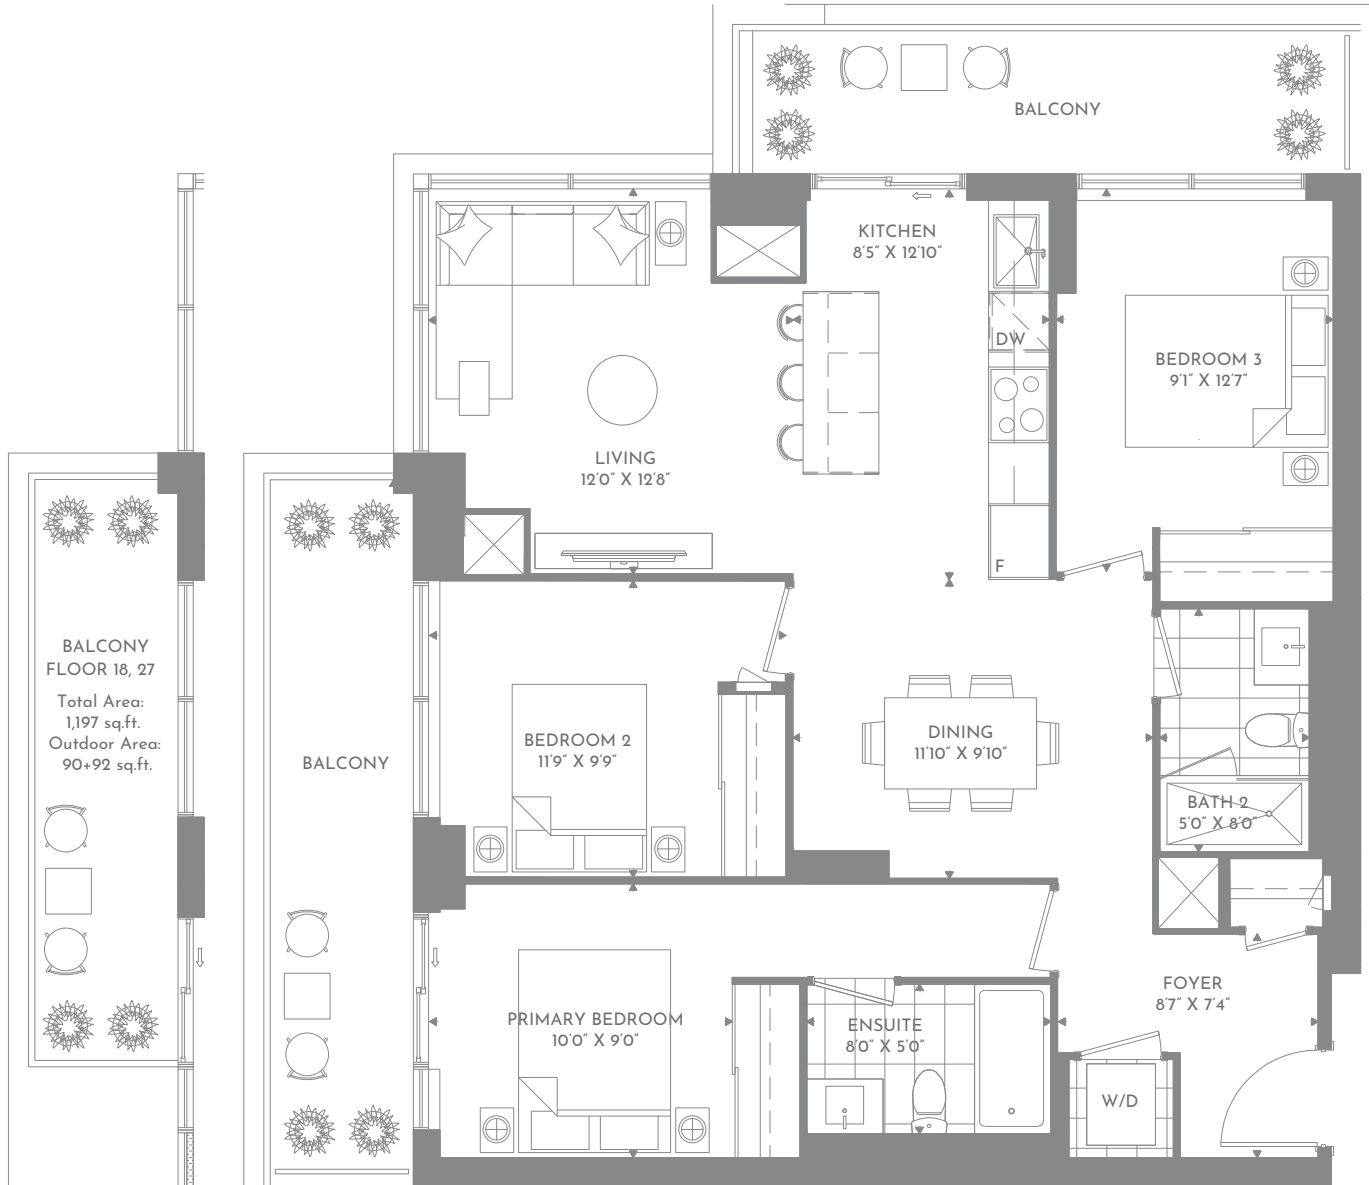 BALCONY
KITCHEN
8'5" X 12'10"
DW
BEDROOM 3
9'1" X 12'7"
LIVING
12'0" X 12'8"
F
BALCONY
FLOOR 18, 27
Total Area:
1,197 sq.ft.
Outdoor Area:
90+92 sq.ft.
BALCONY
BEDROOM 2
11'9" X 9'9"
DINING
11'10" X 9'10"
BATH 2
5'0" X 8'0"
PRIMARY BEDROOM
10'0" X 9'0"
ENSUITE
8'0" X 5'0"
FOYER
8'7" X 7'4"
W/D